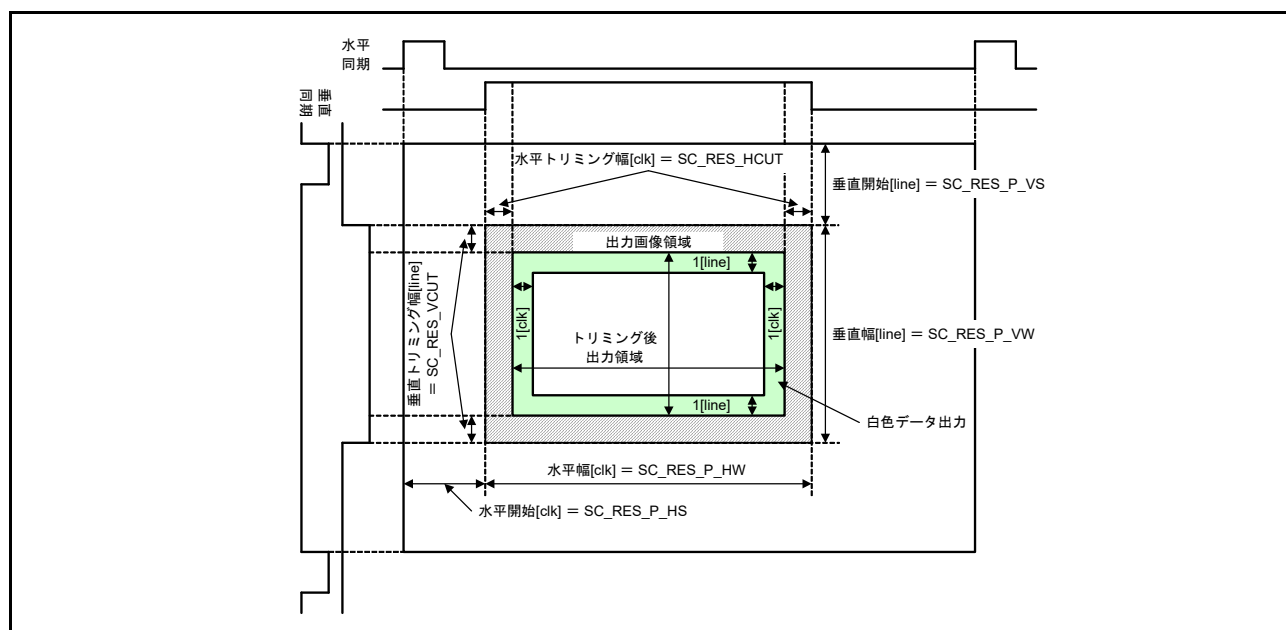 水平
同期
垂直
同期
水平トリミング幅[clk] ＝ SC_RES_HCUT
垂直開始[line] ＝ SC_RES_P_VS
出力画像領域
1[line]
垂直トリミング幅[line]
＝ SC_RES_VCUT
1[clk]
トリミング後
出力領域
1[clk]
垂直幅[line] ＝ SC_RES_P_VW
1[line]
白色データ出力
水平幅[clk] ＝ SC_RES_P_HW
水平開始[clk] ＝ SC_RES_P_HS